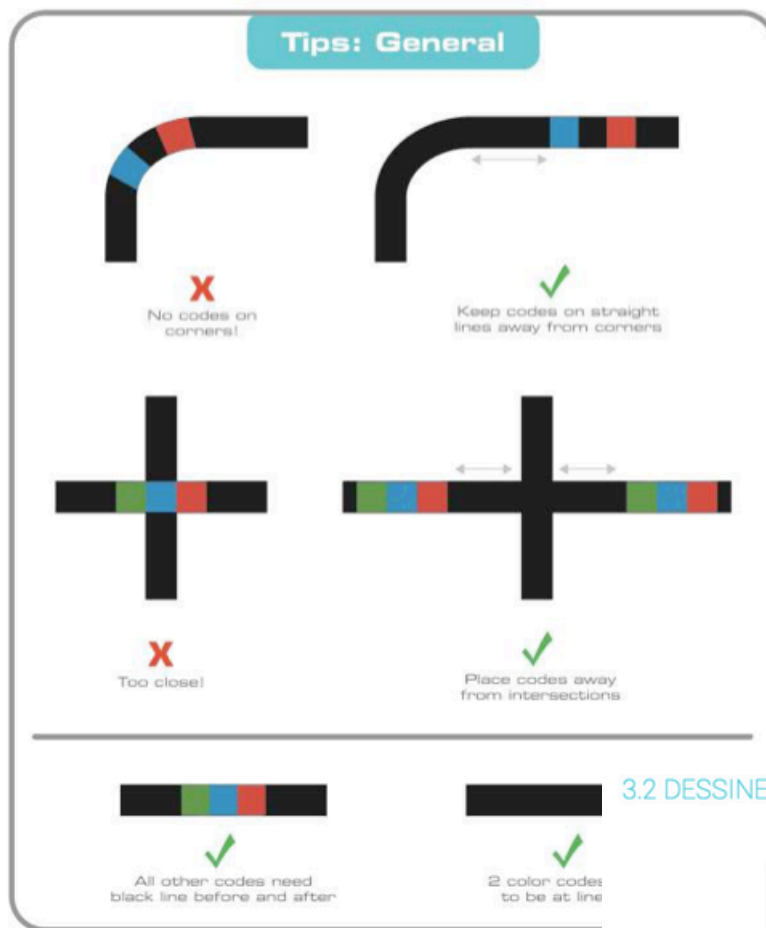 Tips: General
X
No codes on
corners!
Keep codes on straight
lines away from corners
X
Too close!
Place codes away
from intersections
3.2 DESSINE
All other codes need
black line before and after
2 color codes
to be at line